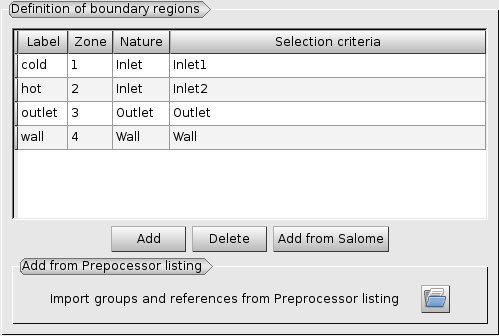 Definition of boundary regions
Label Zone Nature Selection criteria
cold 1 Inlet Inlet1
hot 2 Inlet Inlet2
outlet 3 Outlet Outlet
wall 4 Wall Wall
Add Delete Add from Salome
Add from Prepocessor listing
Import groups and references from Preprocessor listing